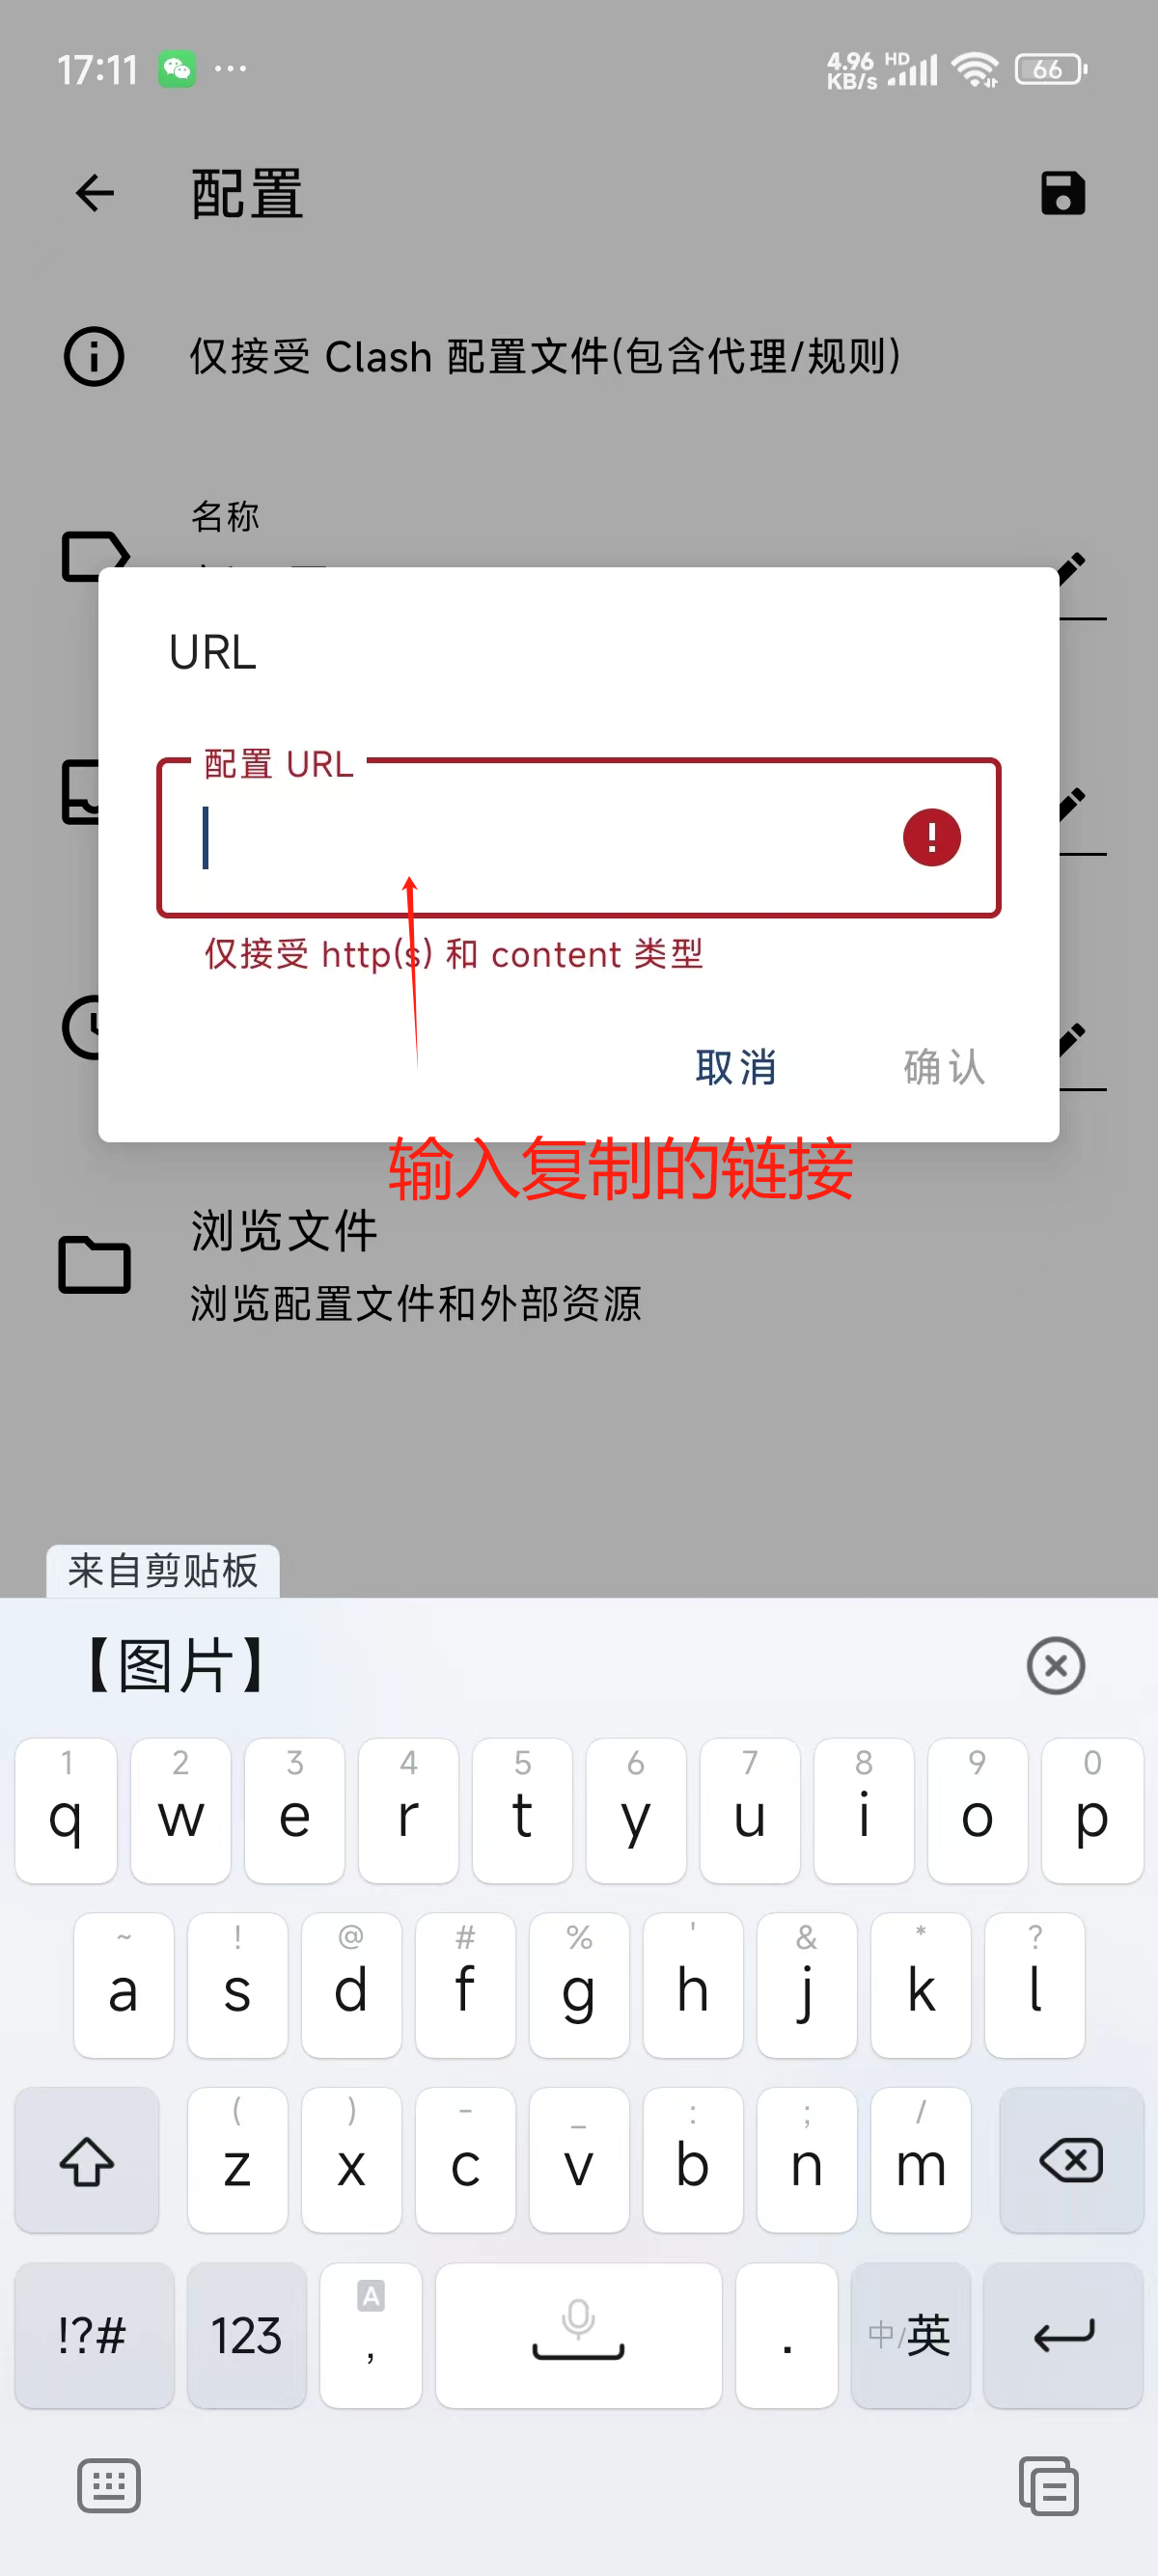 17:11
4.96 KB/s HD 66
配置
仅接受 Clash 配置文件(包含代理/规则)
名称
URL
配置 URL
!
仅接受 http(s) 和 content 类型
取消 确认
输入复制的链接
浏览文件
浏览配置文件和外部资源
来自剪贴板
【图片】
1 2 3 4 5 6 7 8 9 0
q w e r t y u i o p
~ ! @ # % ' & * ?
a s d f g h j k l
( ) - _ : ; /
z x c v b n m
A
!?# 123 , . 中/英